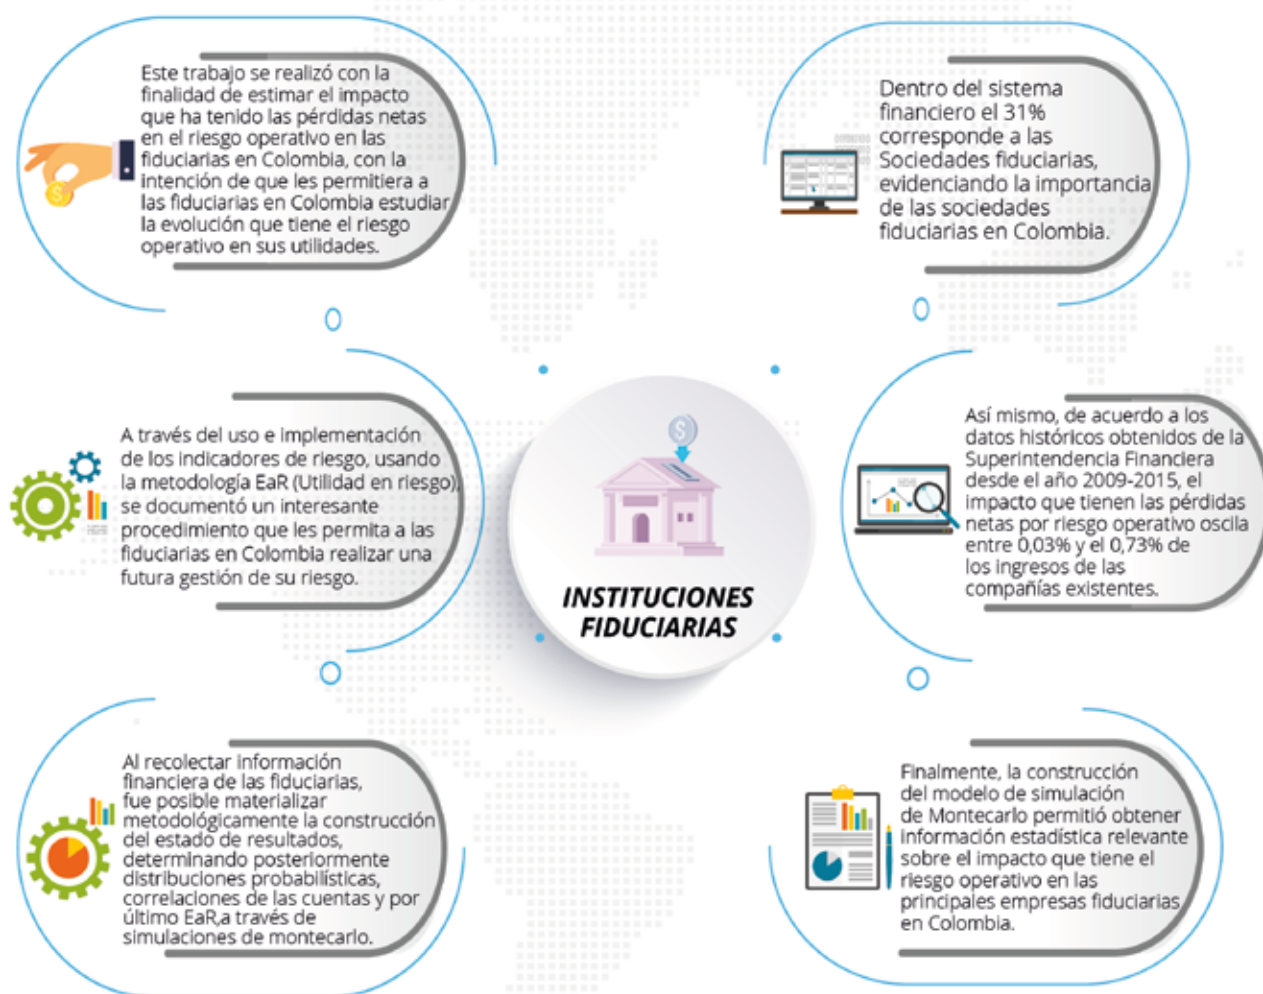 Este trabajo se realizó con la
finalidad de estimar el impacto
que ha tenido las pérdidas netas
en el riesgo operativo en las
fiduciarias en Colombia, con la
intención de que les permitiera a
las fiduciarias en Colombia estudiar
la evolución que tiene el riesgo
operativo en sus utilidades.
A través del uso e implementación
de los indicadores de riesgo, usando
la metodología EaR (Utilidad en riesgo),
se documentó un interesante
procedimiento que les permita a las
fiduciarias en Colombia realizar una
futura gestión de su riesgo.
Al recolectar información
financiera de las fiduciarias,
fue posible materializar
metodológicamente la construcción
del estado de resultados,
determinando posteriormente
distribuciones probabilísticas,
correlaciones de las cuentas y por
último EaR,a través de
simulaciones de montecarlo.
INSTITUCIONES
FIDUCIARIAS
Dentro del sistema
financiero el 31%
corresponde a las
Sociedades fiduciarias,
evidenciando la importancia
de las sociedades
fiduciarias en Colombia.
Así mismo, de acuerdo a los
datos históricos obtenidos de la
Superintendencia Financiera
desde el año 2009-2015, el
impacto que tienen las pérdidas
netas por riesgo operativo oscila
entre 0,03% y el 0,73% de
los ingresos de las
compañías existentes.
Finalmente, la construcción
del modelo de simulación
de Montecarlo permitió obtener
información estadística relevante
sobre el impacto que tiene el
riesgo operativo en las
principales empresas fiduciarias
en Colombia.